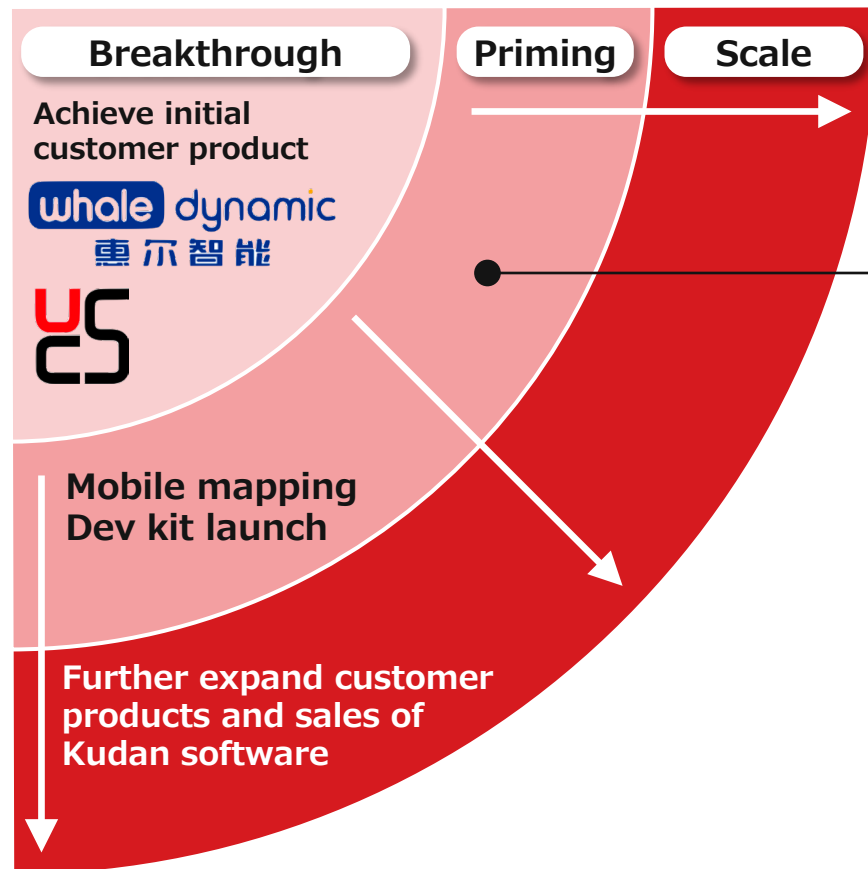 Breakthrough
Priming
Scale
Achieve initial
customer product
whale dynamic
惠尔智能
UCS
Mobile mapping
Dev kit launch
Further expand customer
products and sales of
Kudan software